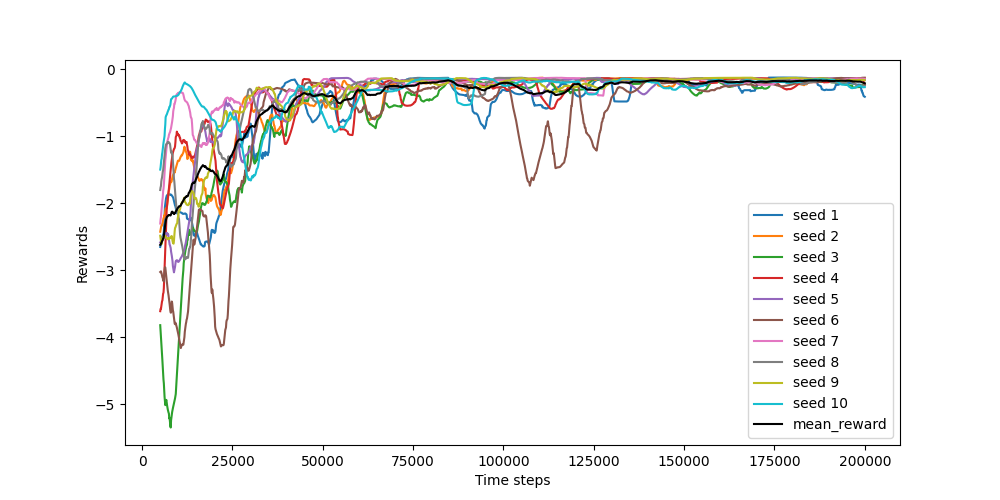 0
−1
−2
−3
−4
−5
Rewards
0
25000
50000
75000
100000
125000
150000
175000
200000
Time steps
seed 1
seed 2
seed 3
seed 4
seed 5
seed 6
seed 7
seed 8
seed 9
seed 10
mean_reward